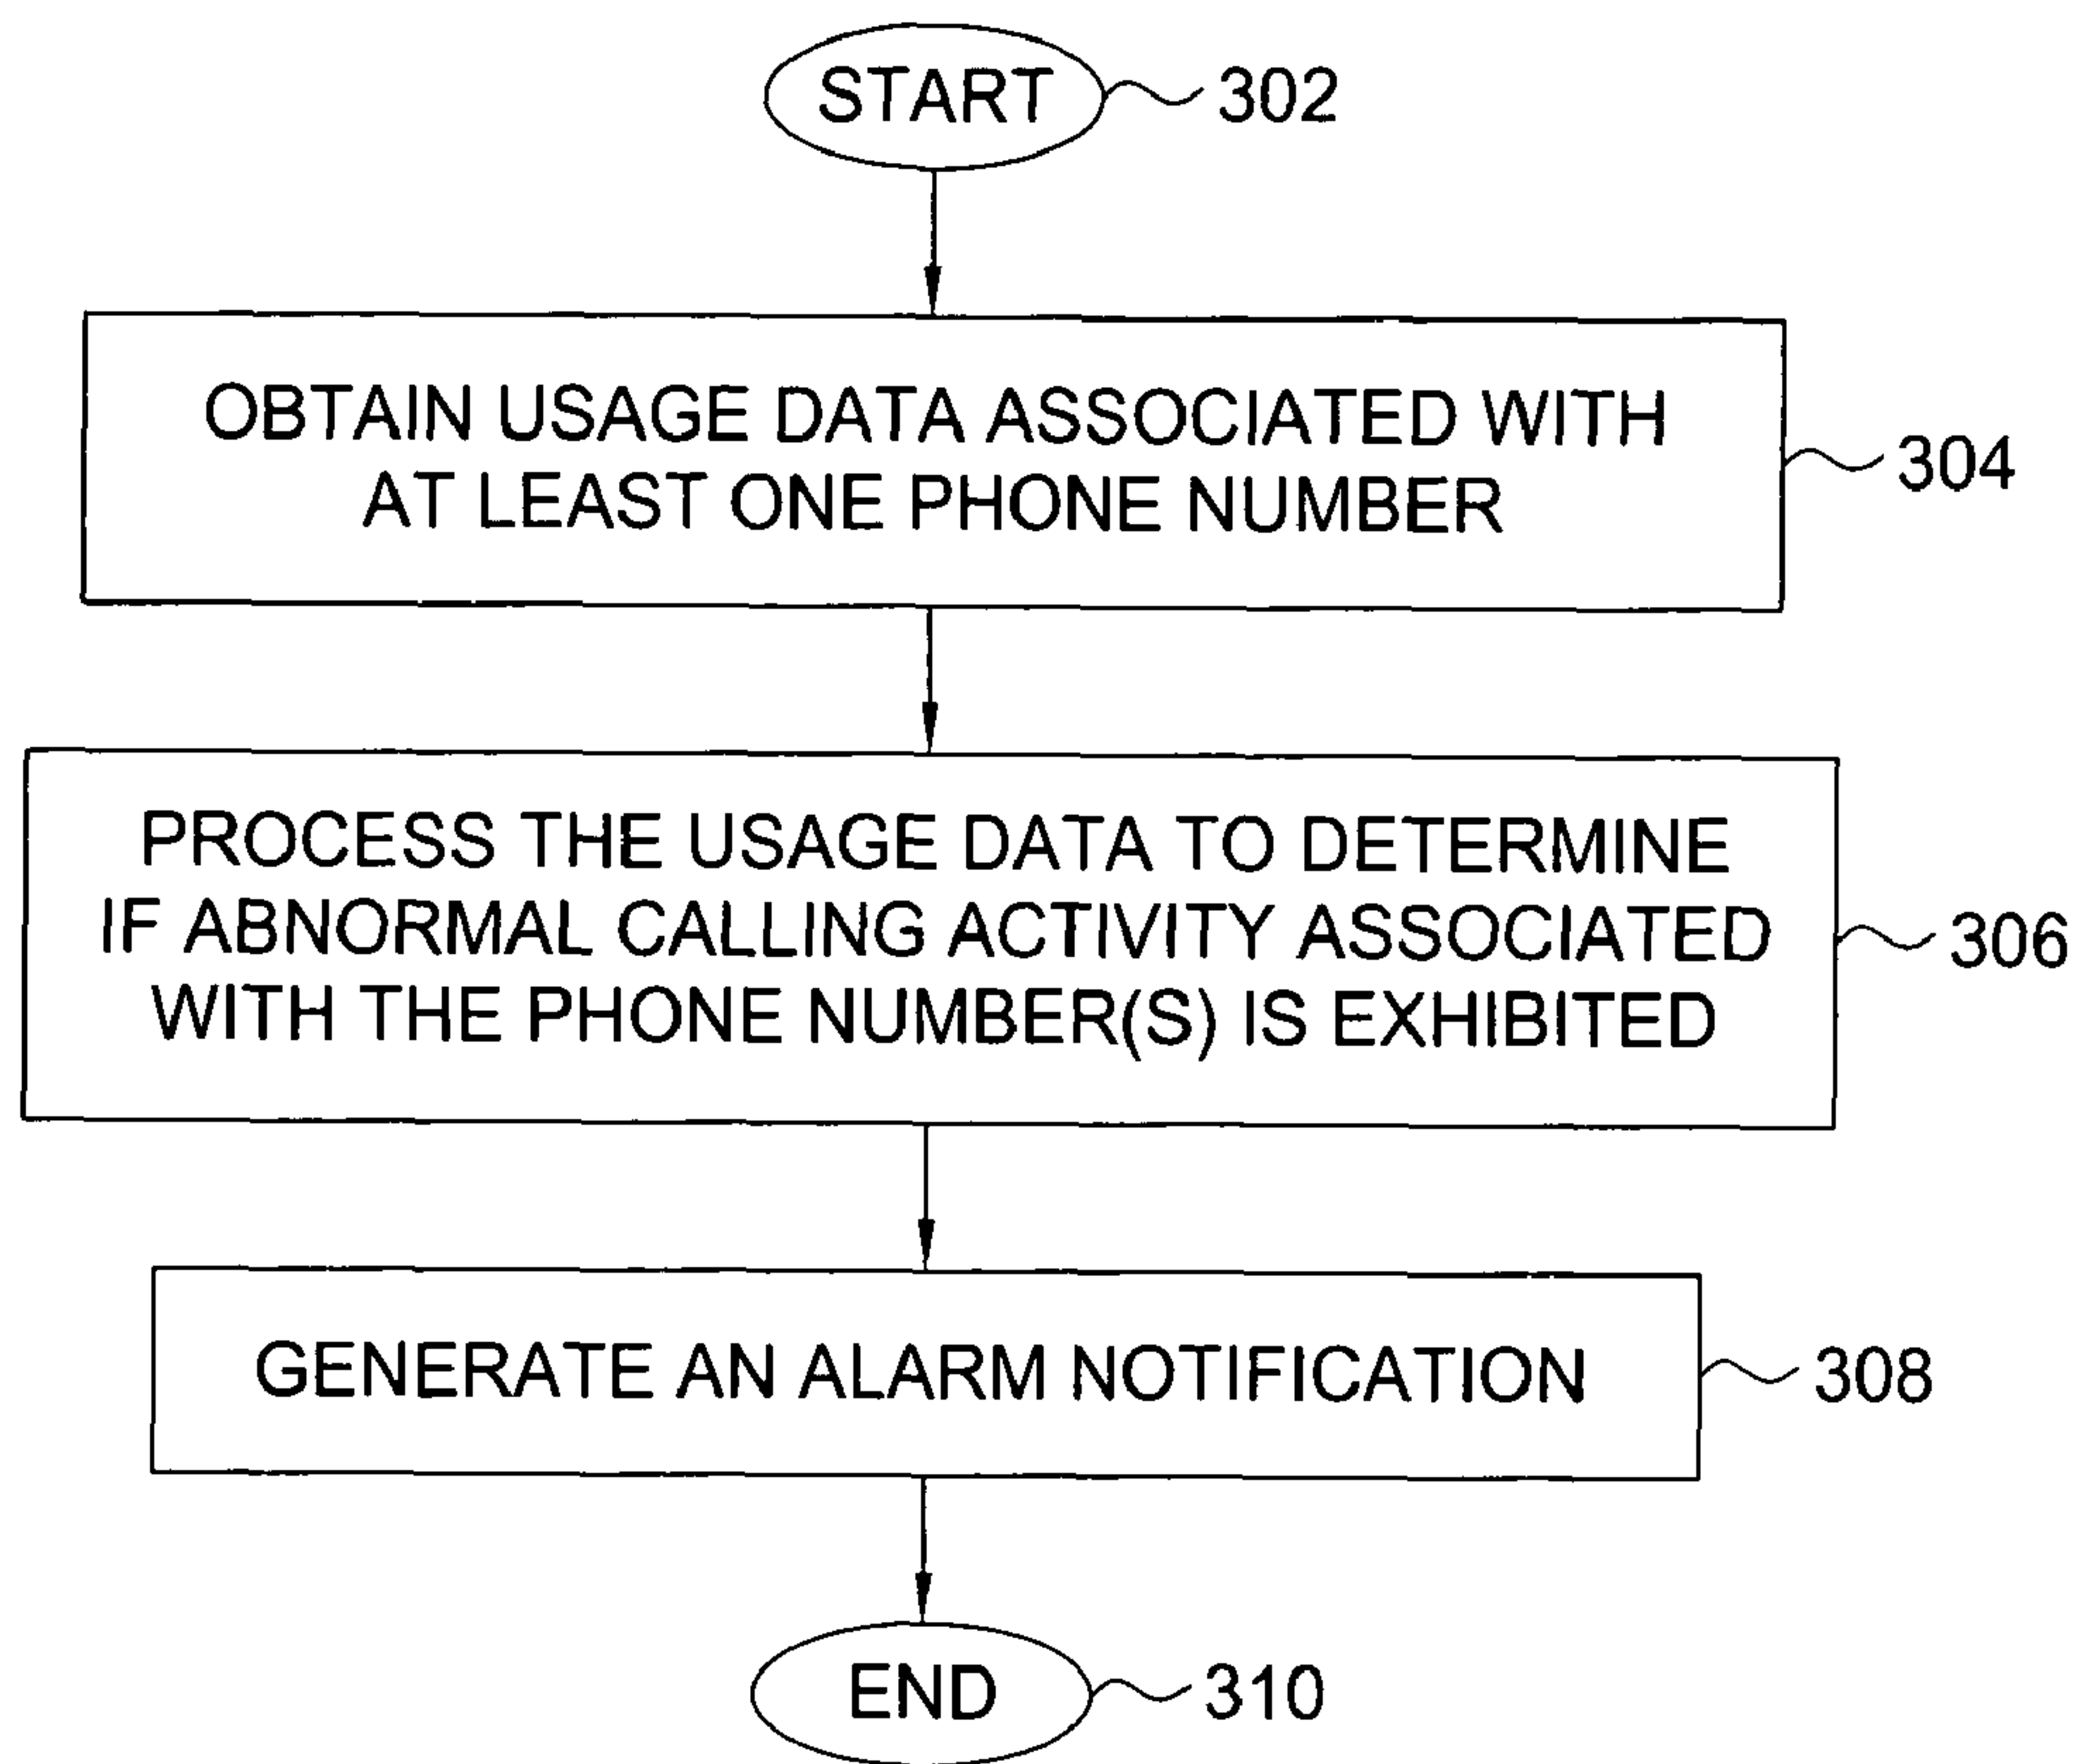 START
302
OBTAIN USAGE DATA ASSOCIATED WITH
AT LEAST ONE PHONE NUMBER
304
PROCESS THE USAGE DATA TO DETERMINE
IF ABNORMAL CALLING ACTIVITY ASSOCIATED
WITH THE PHONE NUMBER(S) IS EXHIBITED
306
GENERATE AN ALARM NOTIFICATION
308
END
310